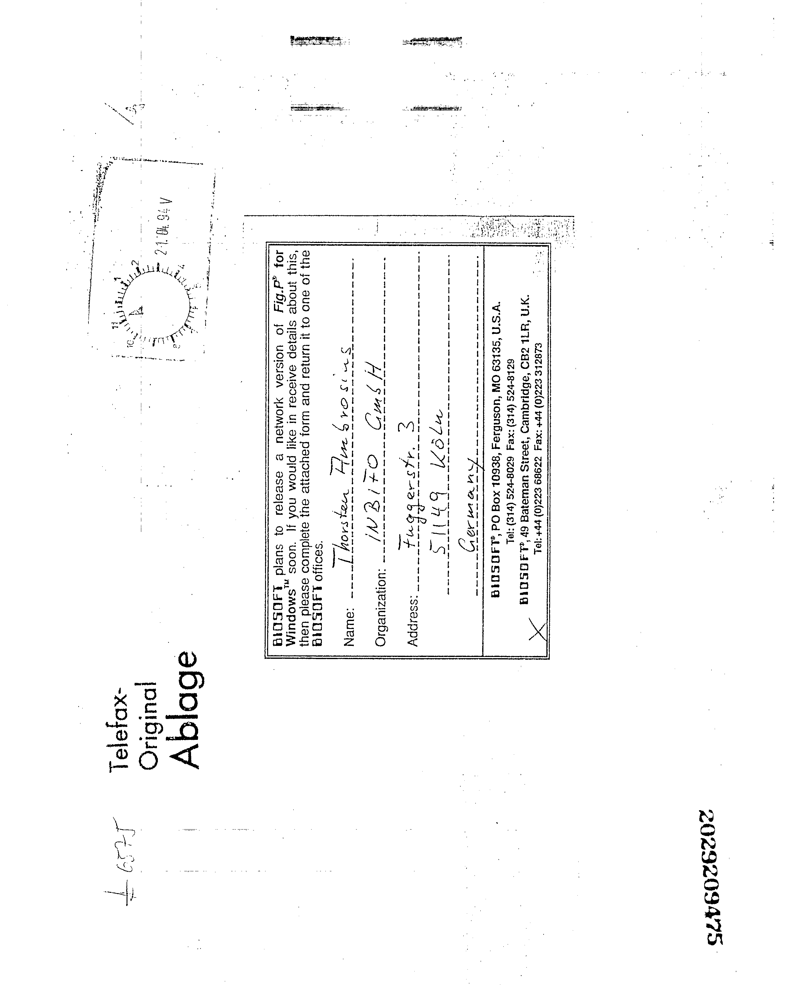 Telefax-
Original
Ablage
21.04.94 V
BIOSOFT plans to release a network version of Fig.P® for
Windows™ soon. If you would like in receive details about this,
then please complete the attached form and return it to one of the
BIOSOFT offices.
Name: Thorsten Ambrosius
Organization: INBIFO GmbH
Address: Fuggerstr. 3
51149 Köln
Germany
BIOSOFT®, PO Box 10938, Ferguson, MO 63135, U.S.A.
Tel: (314) 524-8029 Fax: (314) 524-8129
X BIOSOFT®, 49 Bateman Street, Cambridge, CB2 1LR, U.K.
Tel: +44 (0)223 68622 Fax: +44 (0)223 312873
2029209475